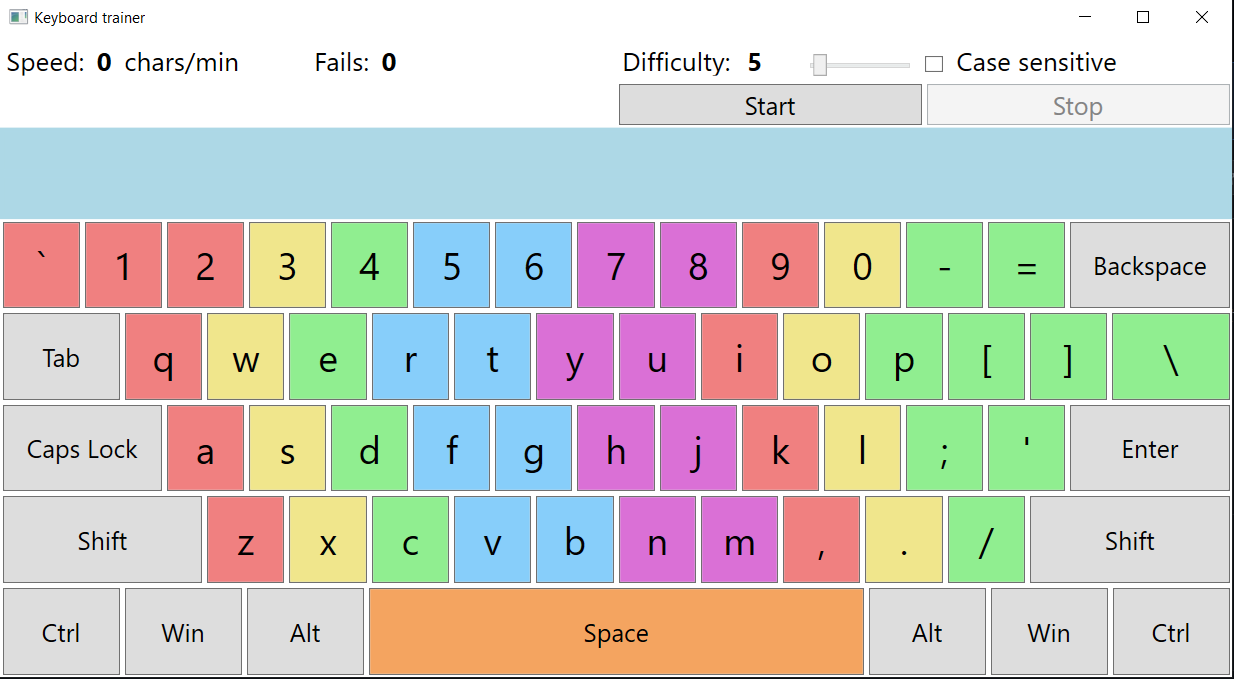 Keyboard trainer
Speed: 0 chars/min Fails: 0 Difficulty: 5 Case sensitive
Start Stop
` 1 2 3 4 5 6 7 8 9 0 - = Backspace
Tab q w e r t y u i o p [ ] \
Caps Lock a s d f g h j k l ; ' Enter
Shift z x c v b n m , . / Shift
Ctrl Win Alt Space Alt Win Ctrl